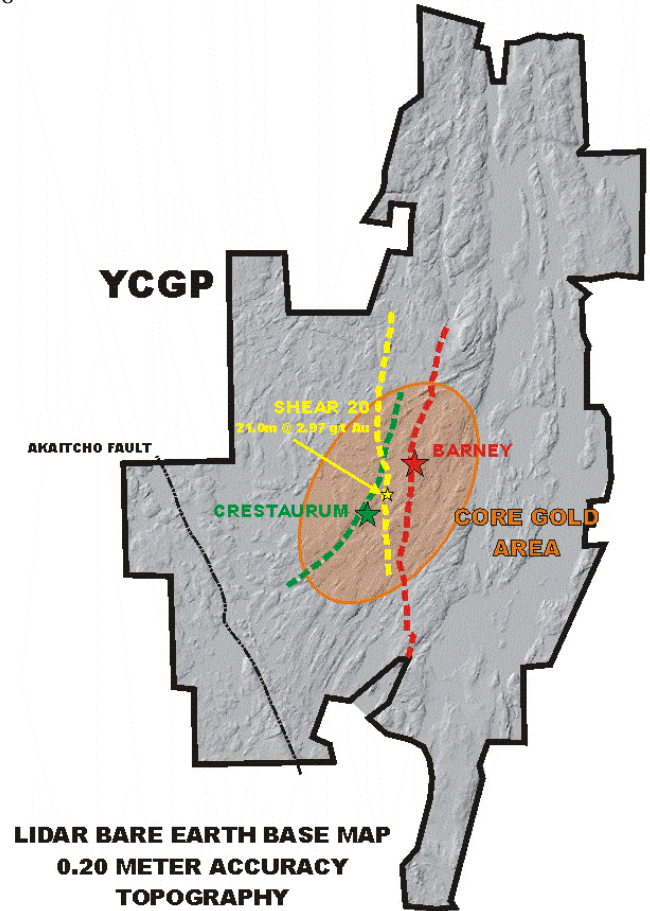 YCGP
SHEAR 20
21.0m @ 2.97 g/t Au
AKAITCHO FAULT
BARNEY
CRESTAURUM
CORE GOLD
AREA
LIDAR BARE EARTH BASE MAP
0.20 METER ACCURACY
TOPOGRAPHY